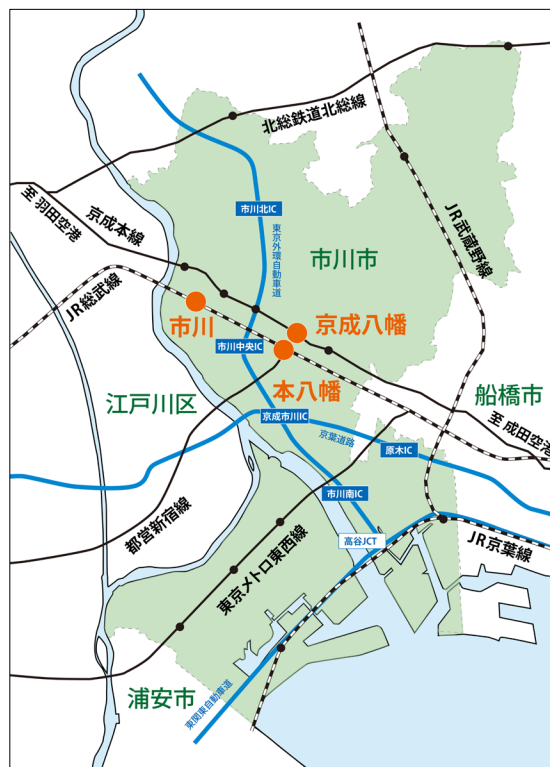 北総鉄道北総線
至 羽田空港
京成本線
市川北IC
東京外環自動車道
JR武蔵野線
市川市
JR総武線
市川
京成八幡
市川中央IC
本八幡
江戸川区
船橋市
京成市川IC
京葉道路
至 成田空港
原木IC
市川南IC
都営新宿線
高谷JCT
JR京葉線
東京メトロ東西線
浦安市
東関東自動車道